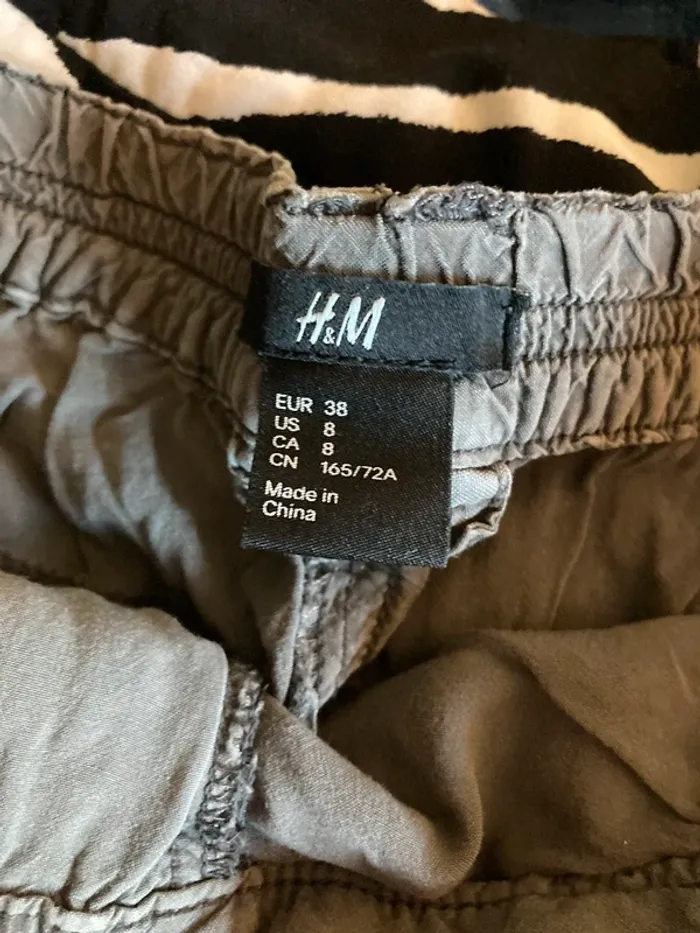 H&M
EUR 38
US 8
CA 8
CN 165/72A
Made in
China